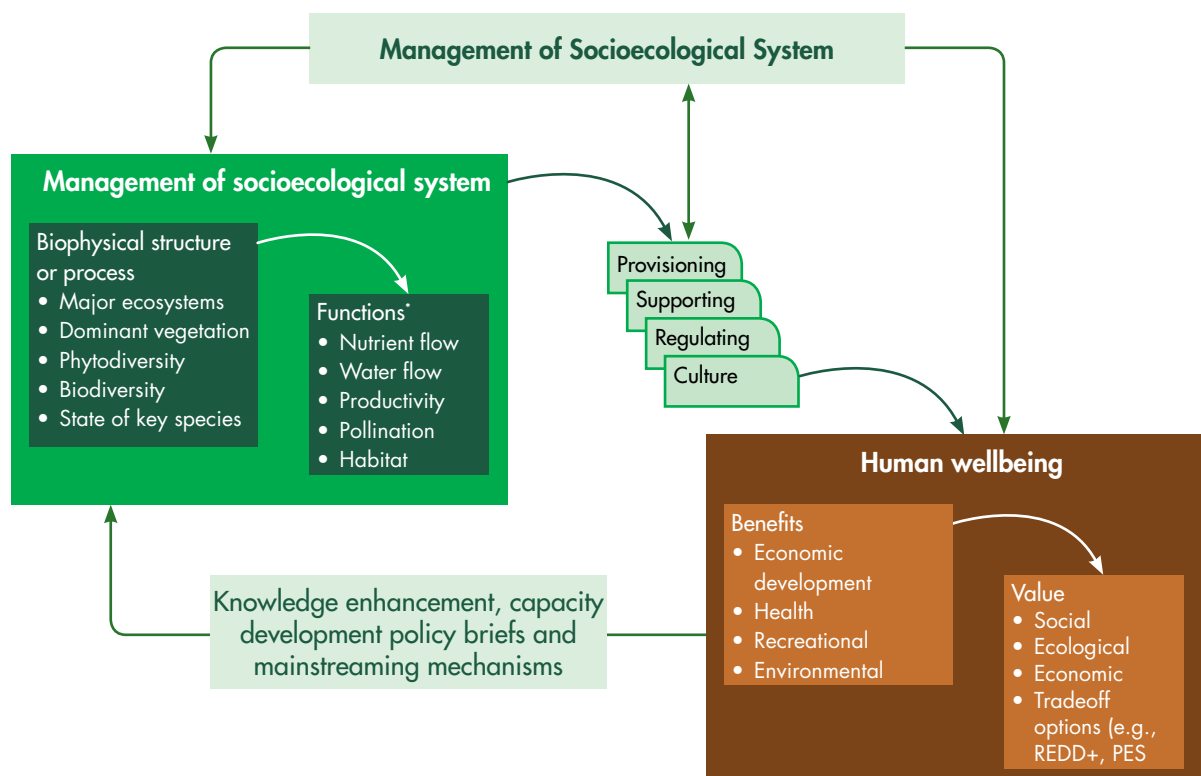 Management of Socioecological System
Management of socioecological system
Biophysical structure
or process
• Major ecosystems
• Dominant vegetation
• Phytodiversity
• Biodiversity
• State of key species
Functions*
• Nutrient flow
• Water flow
• Productivity
• Pollination
• Habitat
Provisioning
Supporting
Regulating
Culture
Human wellbeing
Benefits
• Economic
development
• Health
• Recreational
• Environmental
Value
• Social
• Ecological
• Economic
• Tradeoff
options (e.g.,
REDD+, PES
Knowledge enhancement, capacity
development policy briefs and
mainstreaming mechanisms